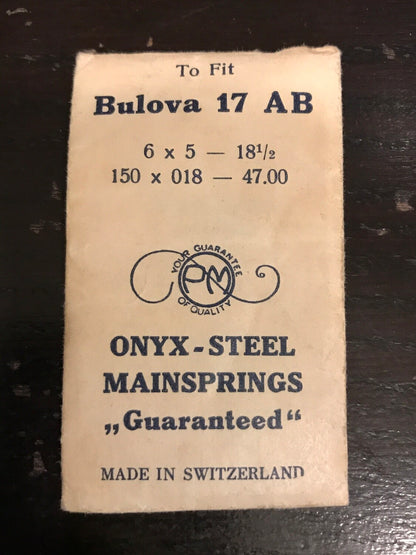 To Fit
Bulova 17 AB
6 x 5 — 18½
150 x 018 — 47.00
YOUR GUARANTEE
PM
OF QUALITY
ONYX-STEEL
MAINSPRINGS
„Guaranteed“
MADE IN SWITZERLAND